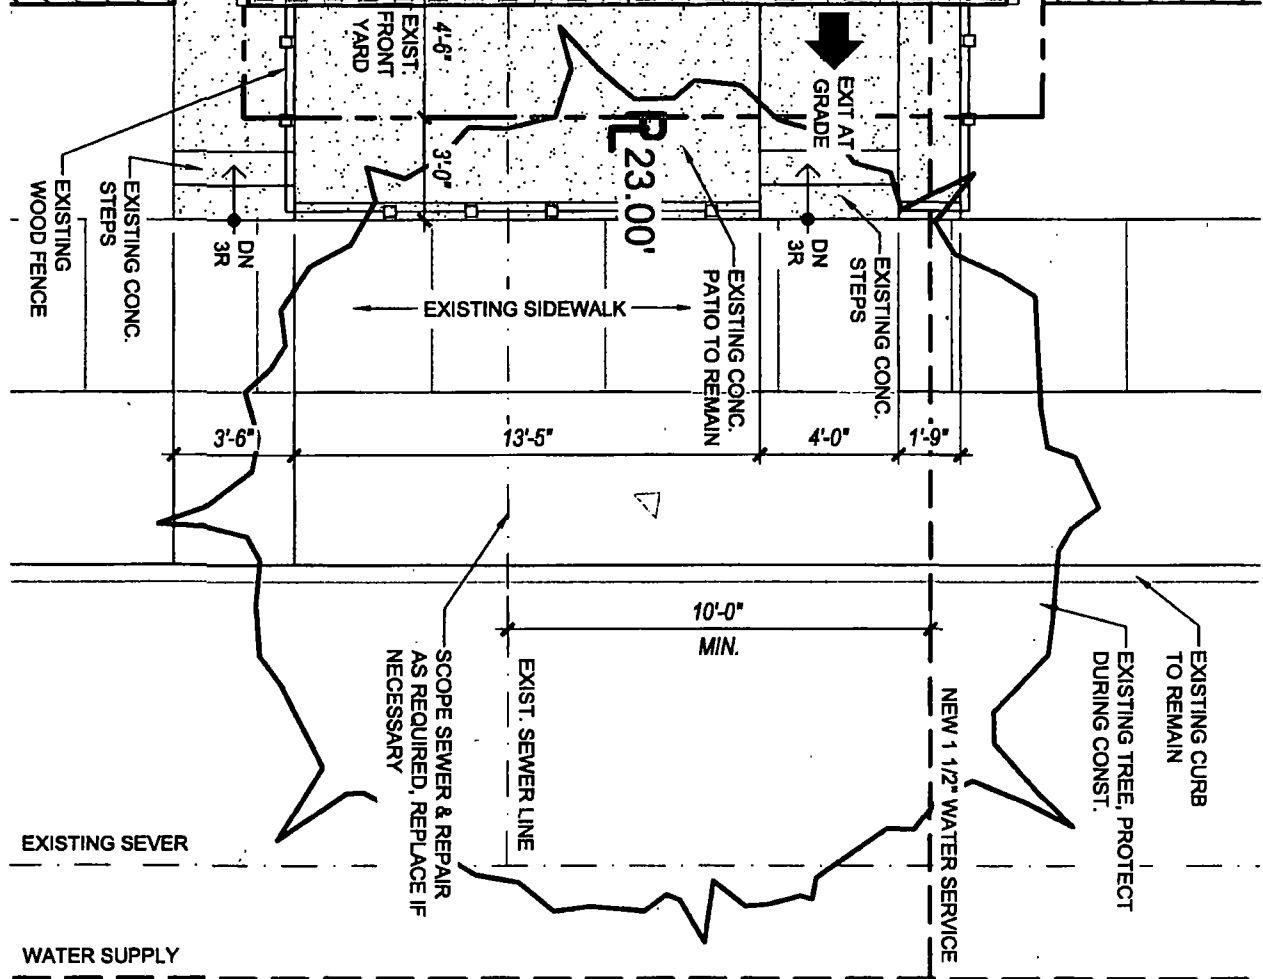 EXIST.
FRONT
YARD
4'-6"
3'-0"
EXIT AT
GRADE
PL 23.00'
EXISTING
WOOD FENCE
EXISTING CONC.
STEPS
DN
3R
EXISTING SIDEWALK
EXISTING CONC.
PATIO TO REMAIN
DN
3R
EXISTING CONC.
STEPS
3'-6"
13'-5"
4'-0"
1'-9"
10'-0"
MIN.
SCOPE SEWER & REPAIR
AS REQUIRED, REPLACE IF
NECESSARY
EXIST. SEWER LINE
NEW 1 1/2" WATER SERVICE
EXISTING TREE, PROTECT
DURING CONST.
EXISTING CURB
TO REMAIN
EXISTING SEVER
WATER SUPPLY